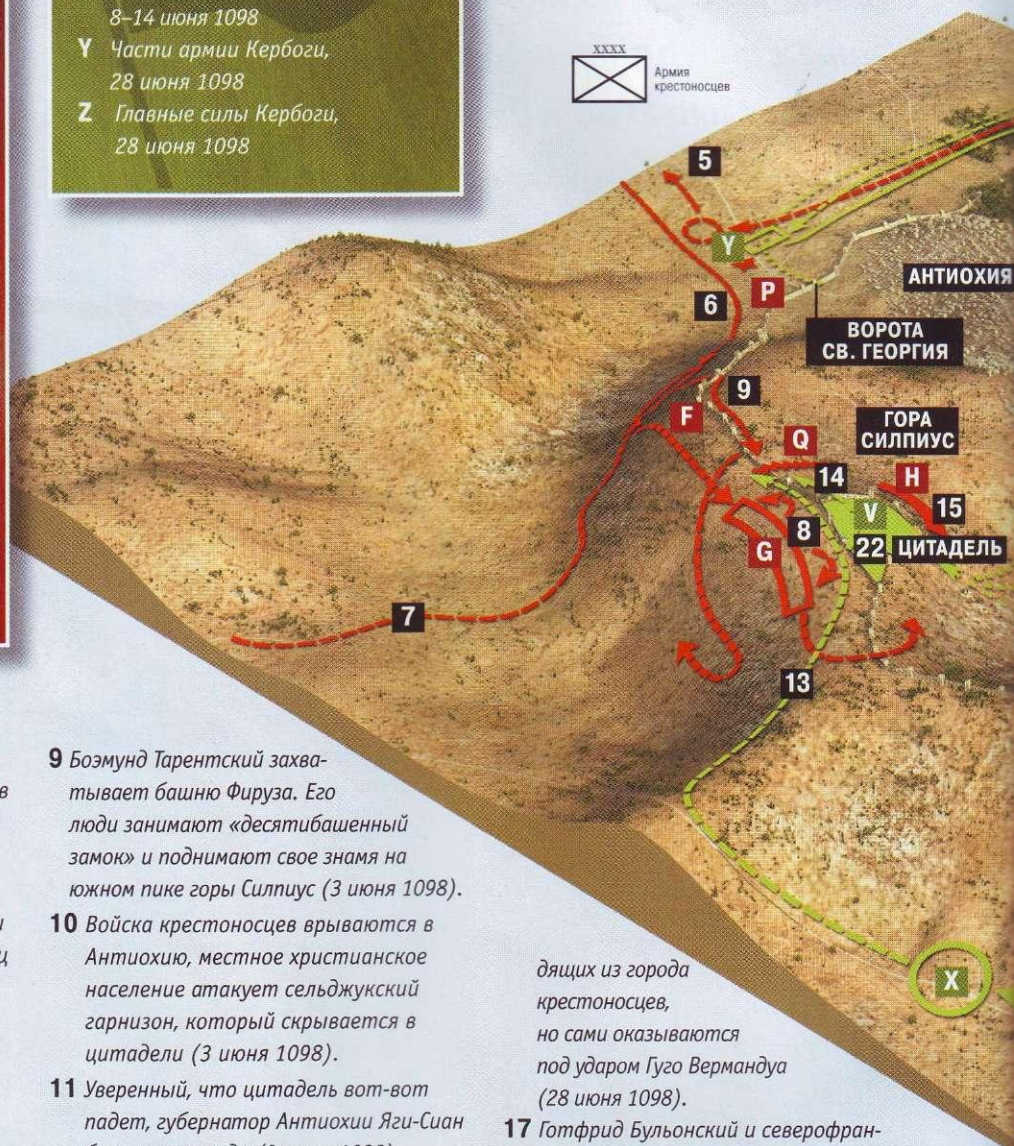 8–14 июня 1098
Y Части армии Кербоги,
28 июня 1098
Z Главные силы Кербоги,
28 июня 1098
XXXX
Армия
крестоносцев
5
Y
P
АНТИОХИЯ
6
ВОРОТА
СВ. ГЕОРГИЯ
9
F
ГОРА
СИЛПИУС
Q
14
H
V
15
8
G
22
ЦИТАДЕЛЬ
7
13
X
в
9 Боэмунд Тарентский захва-
тывает башню Фируза. Его
люди занимают «десятибашенный
замок» и поднимают свое знамя на
южном пике горы Силпиус (3 июня 1098).
10 Войска крестоносцев врываются в
Антиохию, местное христианское
население атакует сельджукский
гарнизон, который скрывается в
цитадели (3 июня 1098).
11 Уверенный, что цитадель вот-вот
падет, губернатор Антиохии Яги-Сиан
дящих из города
крестоносцев,
но сами оказываются
под ударом Гуго Вермандуа
(28 июня 1098).
17 Готфрид Бульонский и северофран-